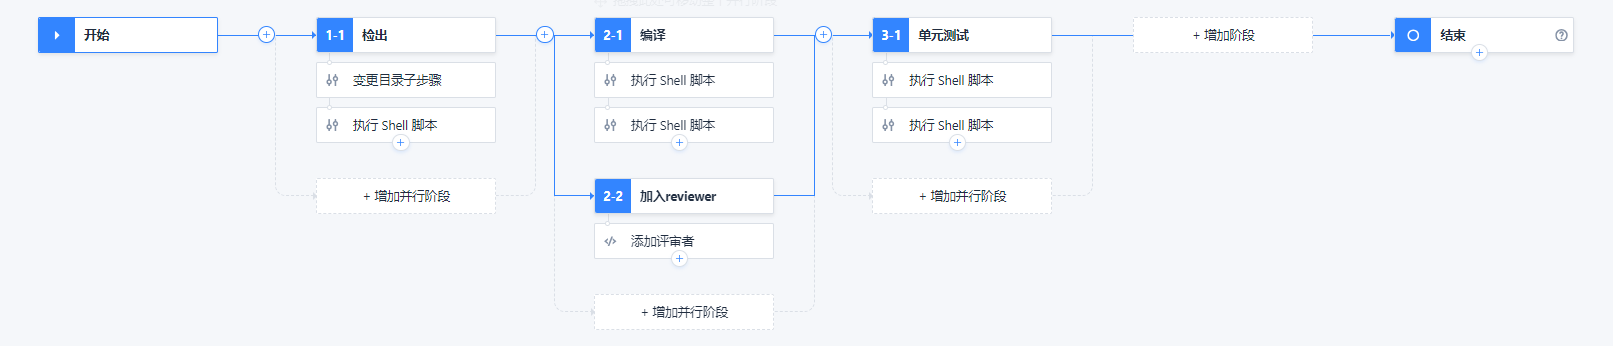 开始
1-1 检出
变更目录子步骤
执行 Shell 脚本
+ 增加并行阶段
2-1 编译
执行 Shell 脚本
执行 Shell 脚本
2-2 加入reviewer
添加评审者
+ 增加并行阶段
3-1 单元测试
执行 Shell 脚本
执行 Shell 脚本
+ 增加并行阶段
+ 增加阶段
结束